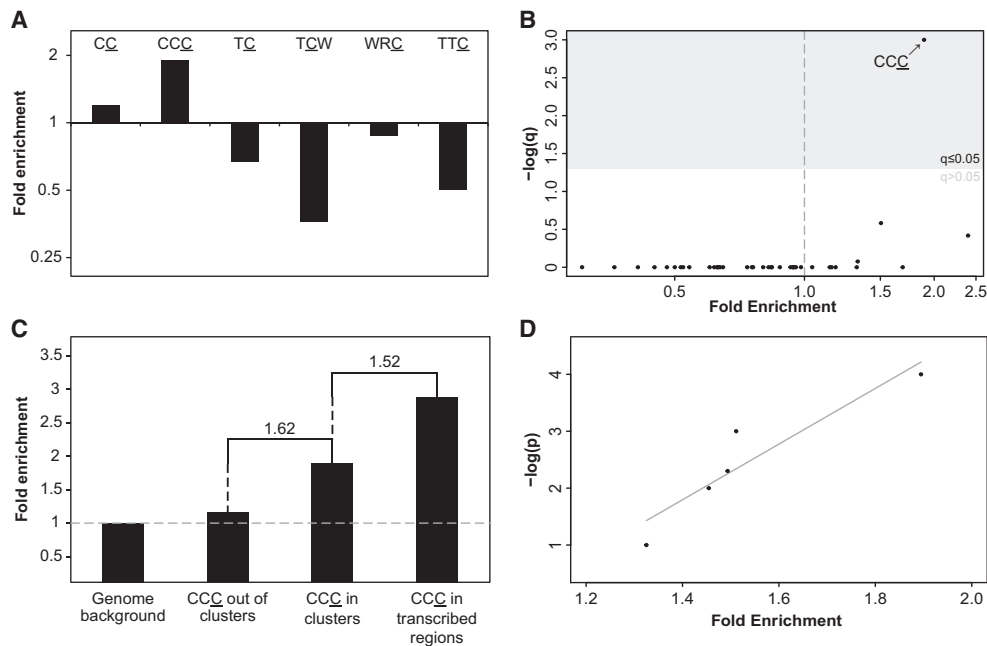 A
CC CCC TC TCW WRC TTC
2
1
0.5
0.25
Fold enrichment
B
3.0
2.5
2.0
1.5
1.0
0.5
0
−log(q)
CCC
q≤0.05
q>0.05
0.5 1.0 1.5 2.0 2.5
Fold Enrichment
C
3.5
3
2.5
2
1.5
1
0.5
Fold enrichment
1.62
1.52
Genome
background
CCC out of
clusters
CCC in
clusters
CCC in
transcribed
regions
D
4
3
2
1
−log(p)
1.2 1.4 1.6 1.8 2.0
Fold Enrichment